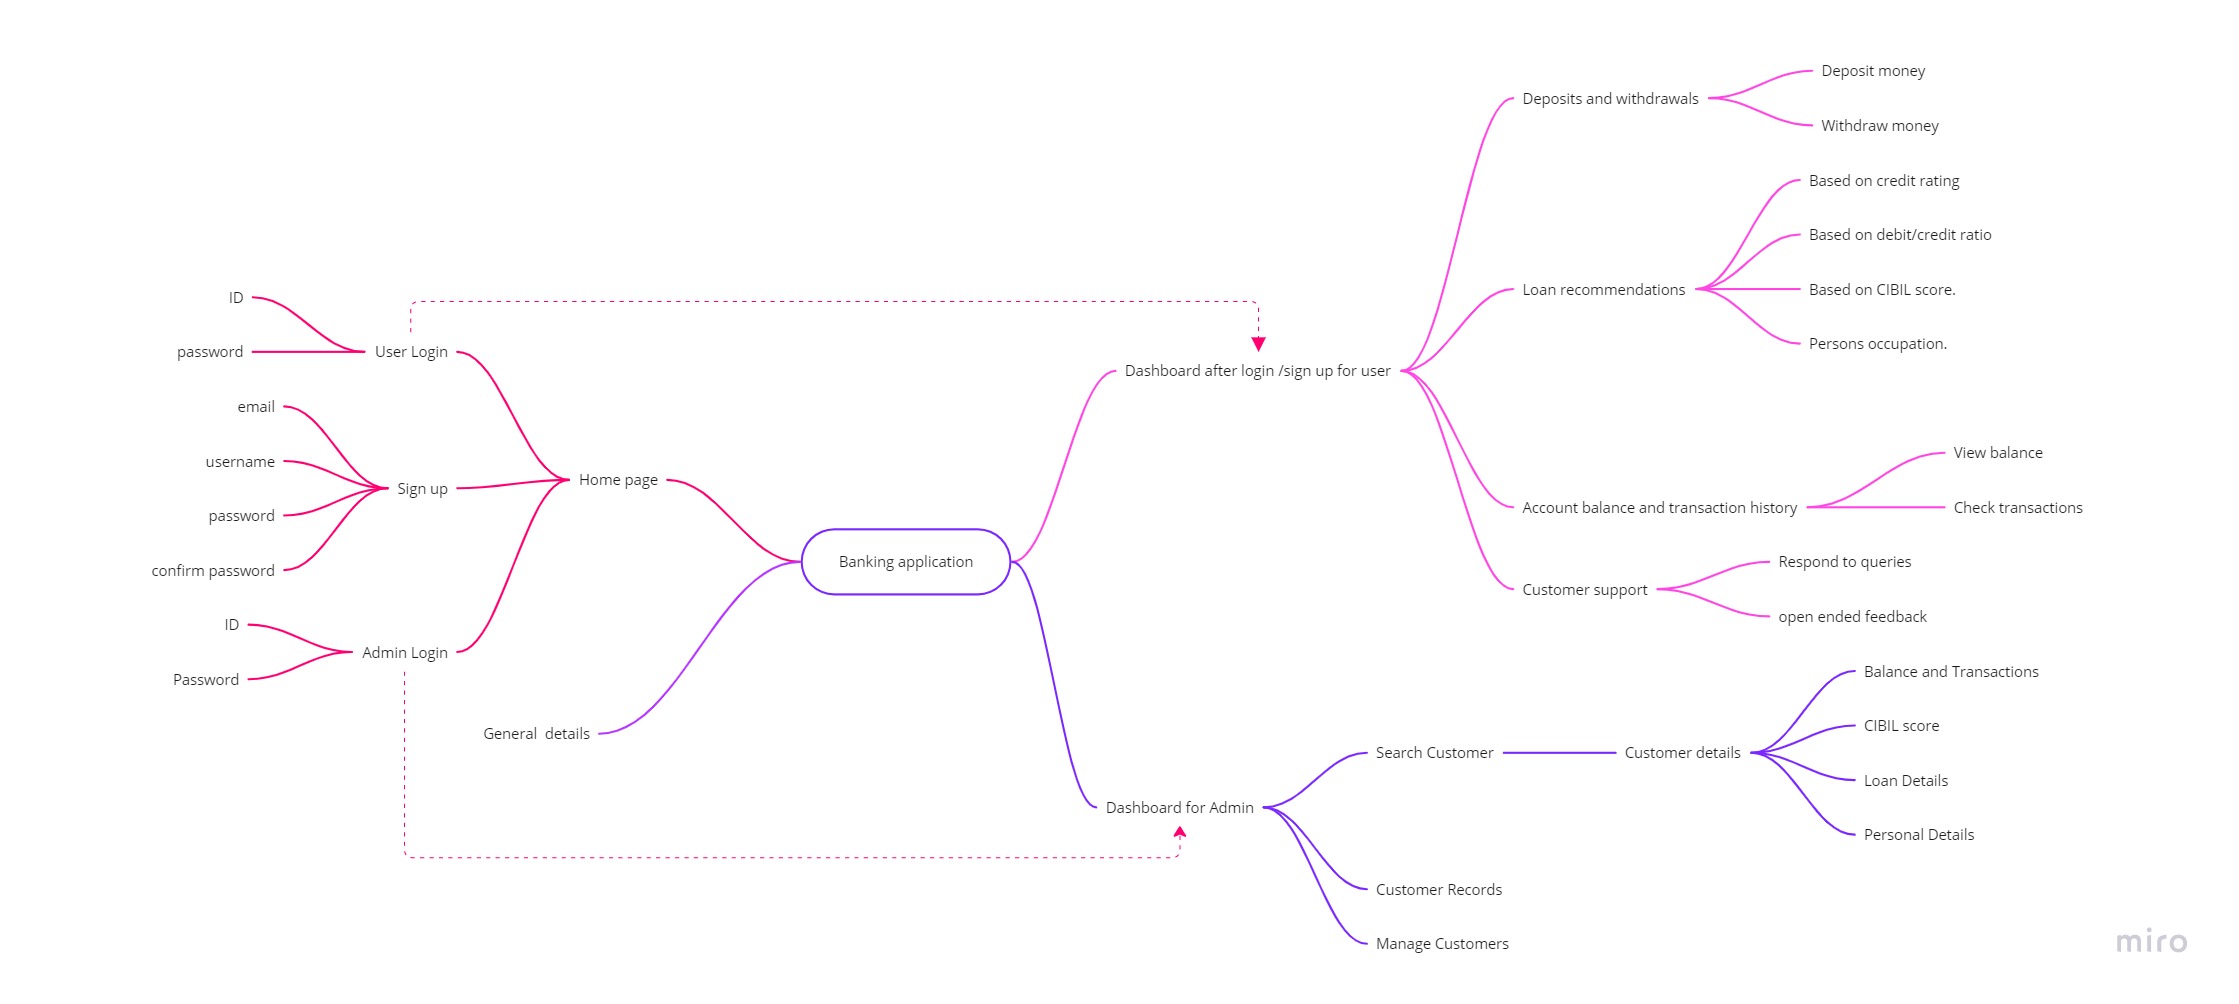 ID
password
User Login
email
username
password
confirm password
Sign up
ID
Password
Admin Login
Home page
General  details
Banking application
Dashboard after login /sign up for user
Deposits and withdrawals
Deposit money
Withdraw money
Loan recommendations
Based on credit rating
Based on debit/credit ratio
Based on CIBIL score.
Persons occupation.
Account balance and transaction history
View balance
Check transactions
Customer support
Respond to queries
open ended feedback
Dashboard for Admin
Search Customer
Customer details
Balance and Transactions
CIBIL score
Loan Details
Personal Details
Customer Records
Manage Customers
miro